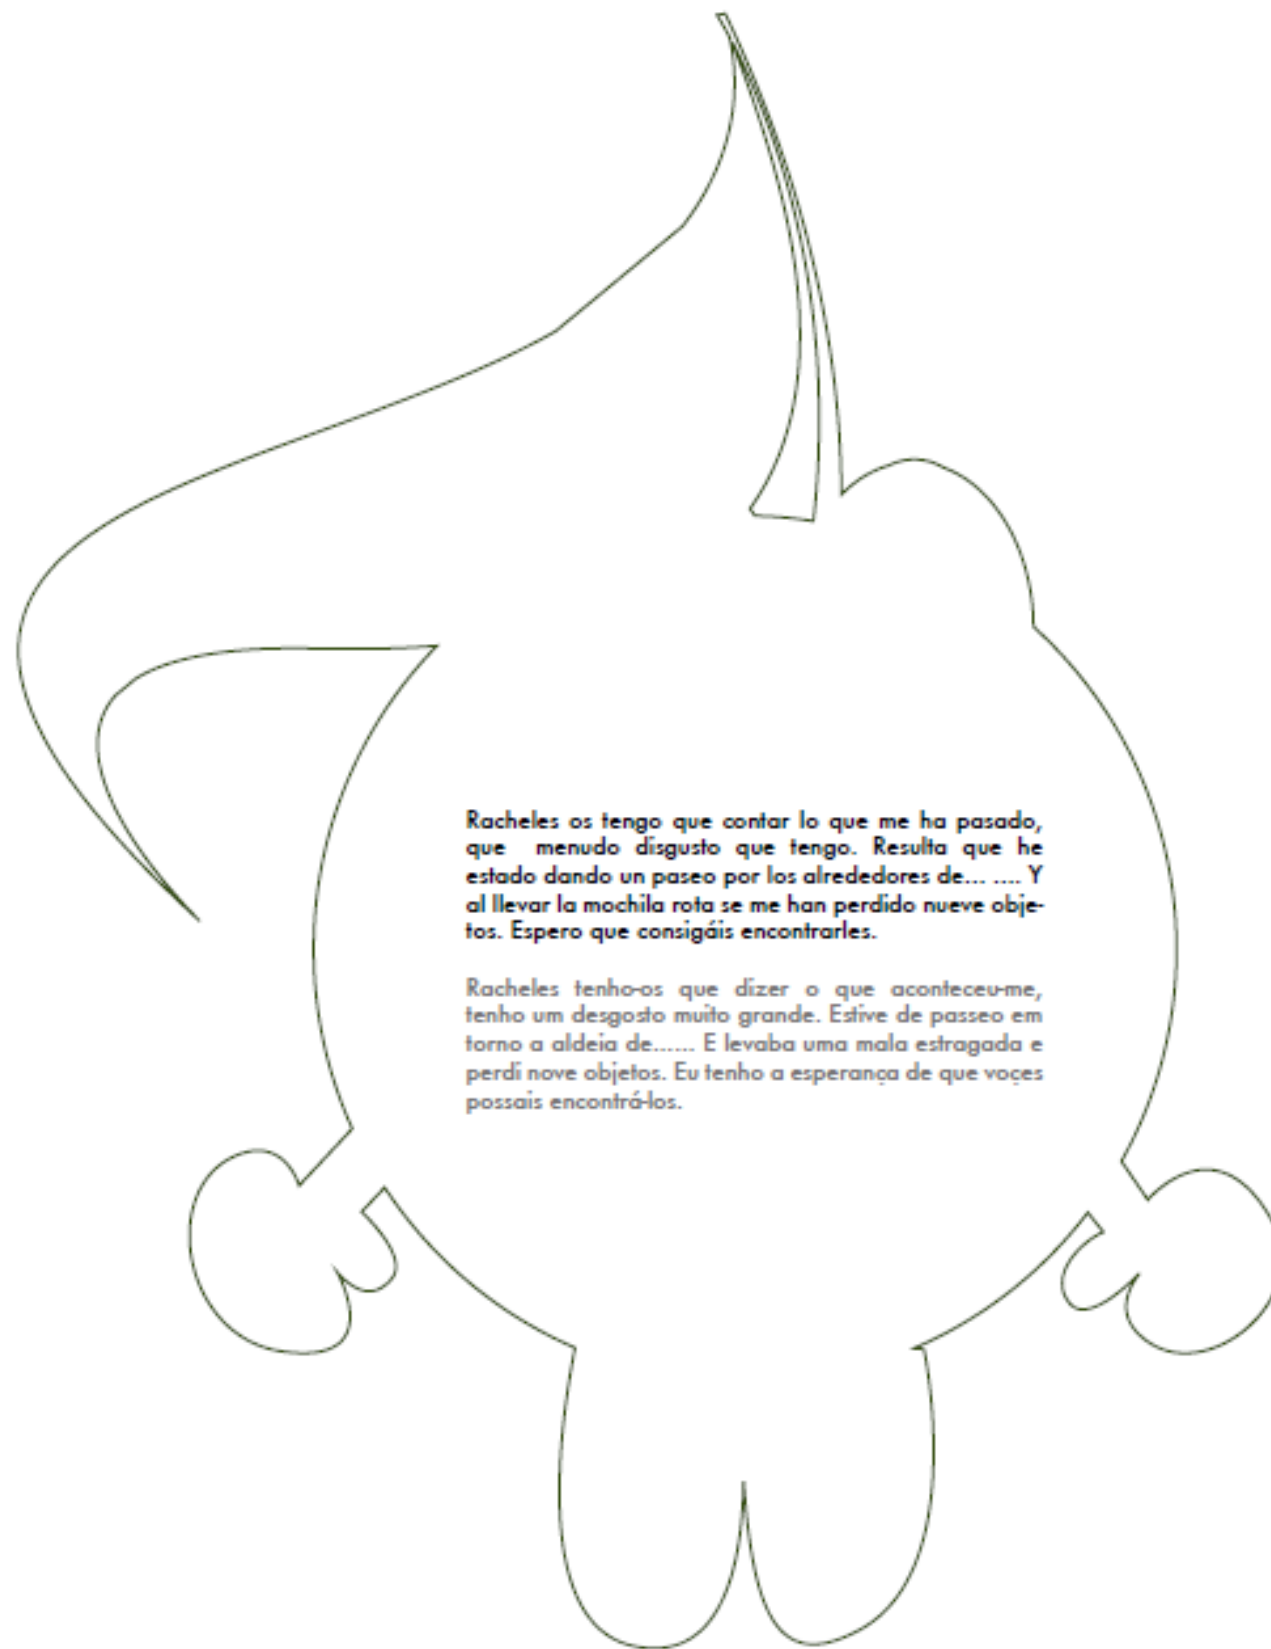 Racheles os tengo que contar lo que me ha pasado,
que menudo disgusto que tengo. Resulta que he
estado dando un paseo por los alrededores de... .... Y
al llevar la mochila rota se me han perdido nueve obje-
tos. Espero que consigáis encontrarles.
Racheles tenho-os que dizer o que aconteceu-me,
tenho um desgosto muito grande. Estive de passeo em
torno a aldeia de...... E levaba uma mala estragada e
perdi nove objetos. Eu tenho a esperança de que voçes
possais encontrá-los.